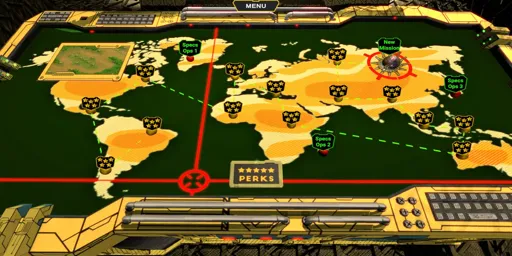 MENU
Specs
Ops 1
New
Mission
Specs
Ops 3
Specs
Ops 2
PERKS